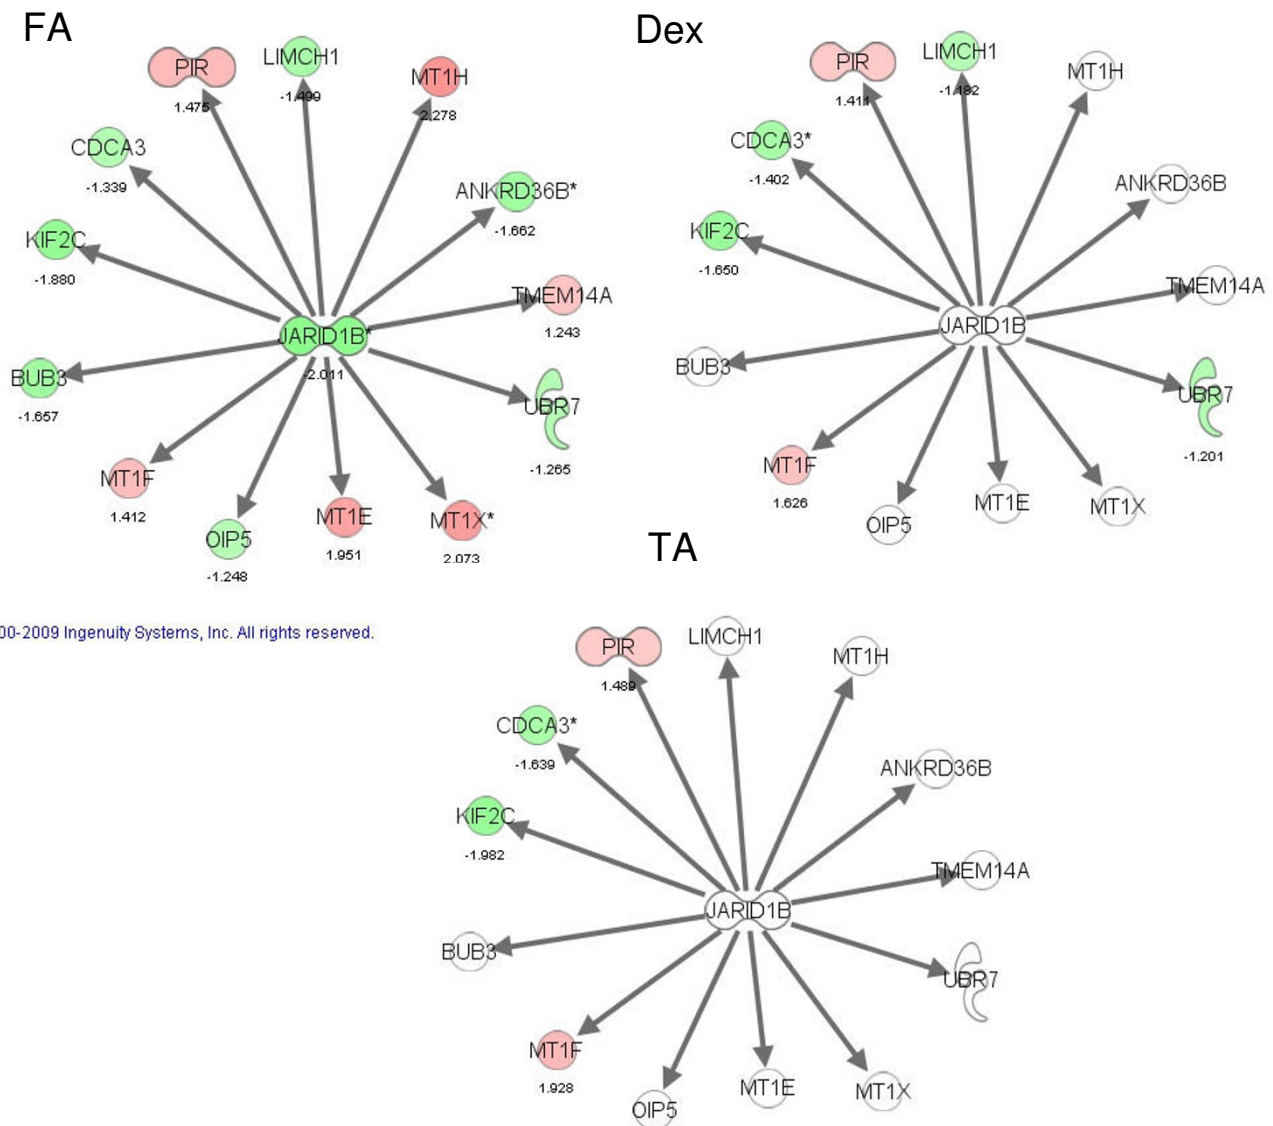 FA
PIR
1.475
LIMCH1
-1.499
MT1H
2.278
CDCA3
-1.339
ANKRD36B*
-1.662
KIF2C
-1.880
TMEM14A
1.243
JARID1B*
-2.011
BUB3
-1.657
UBR7
-1.265
MT1F
1.412
OIP5
-1.248
MT1E
1.951
MT1X*
2.073
Dex
PIR
1.411
LIMCH1
-1.182
MT1H
CDCA3*
-1.402
ANKRD36B
KIF2C
-1.650
TMEM14A
JARID1B
BUB3
UBR7
-1.201
MT1F
1.626
OIP5
MT1E
MT1X
00-2009 Ingenuity Systems, Inc. All rights reserved.
TA
PIR
1.489
LIMCH1
MT1H
CDCA3*
-1.639
ANKRD36B
KIF2C
-1.982
TMEM14A
JARID1B
BUB3
UBR7
MT1F
1.928
OIP5
MT1E
MT1X